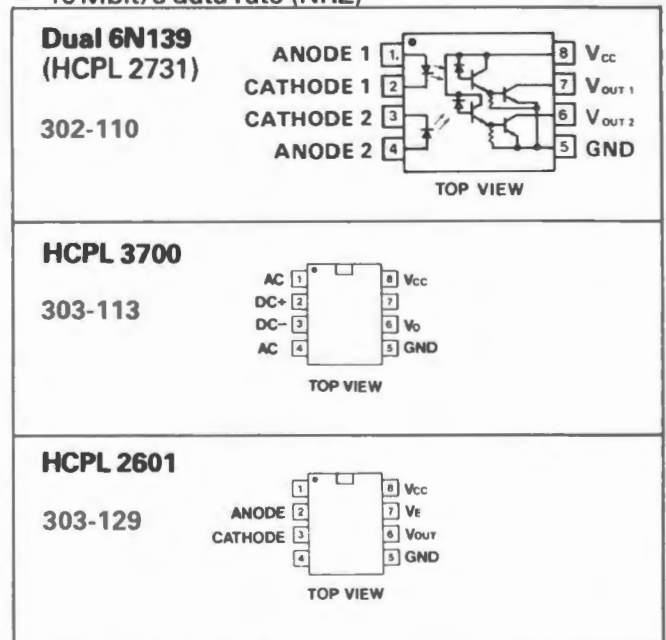 Dual 6N139
(HCPL 2731)
302-110
ANODE 1 1 8 Vcc
CATHODE 1 2 7 VOUT 1
CATHODE 2 3 6 VOUT 2
ANODE 2 4 5 GND
TOP VIEW
HCPL 3700
303-113
AC 1 8 Vcc
DC+ 2 7
DC- 3 6 Vo
AC 4 5 GND
TOP VIEW
HCPL 2601
303-129
1 8 Vcc
ANODE 2 7 VE
CATHODE 3 6 VOUT
4 5 GND
TOP VIEW